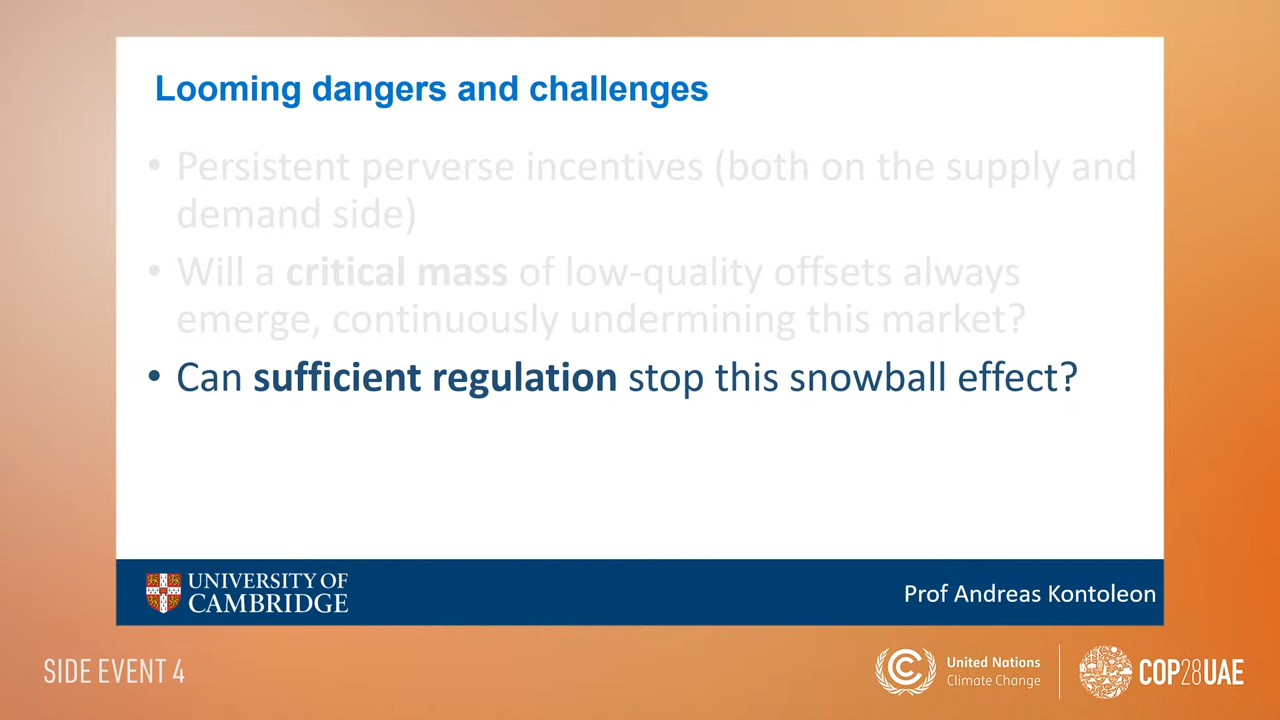 Looming dangers and challenges
• Persistent perverse incentives (both on the supply and
demand side)
• Will a critical mass of low-quality offsets always
emerge, continuously undermining this market?
• Can sufficient regulation stop this snowball effect?
UNIVERSITY OF
CAMBRIDGE
Prof Andreas Kontoleon
SIDE EVENT 4
United Nations
Climate Change
COP28UAE